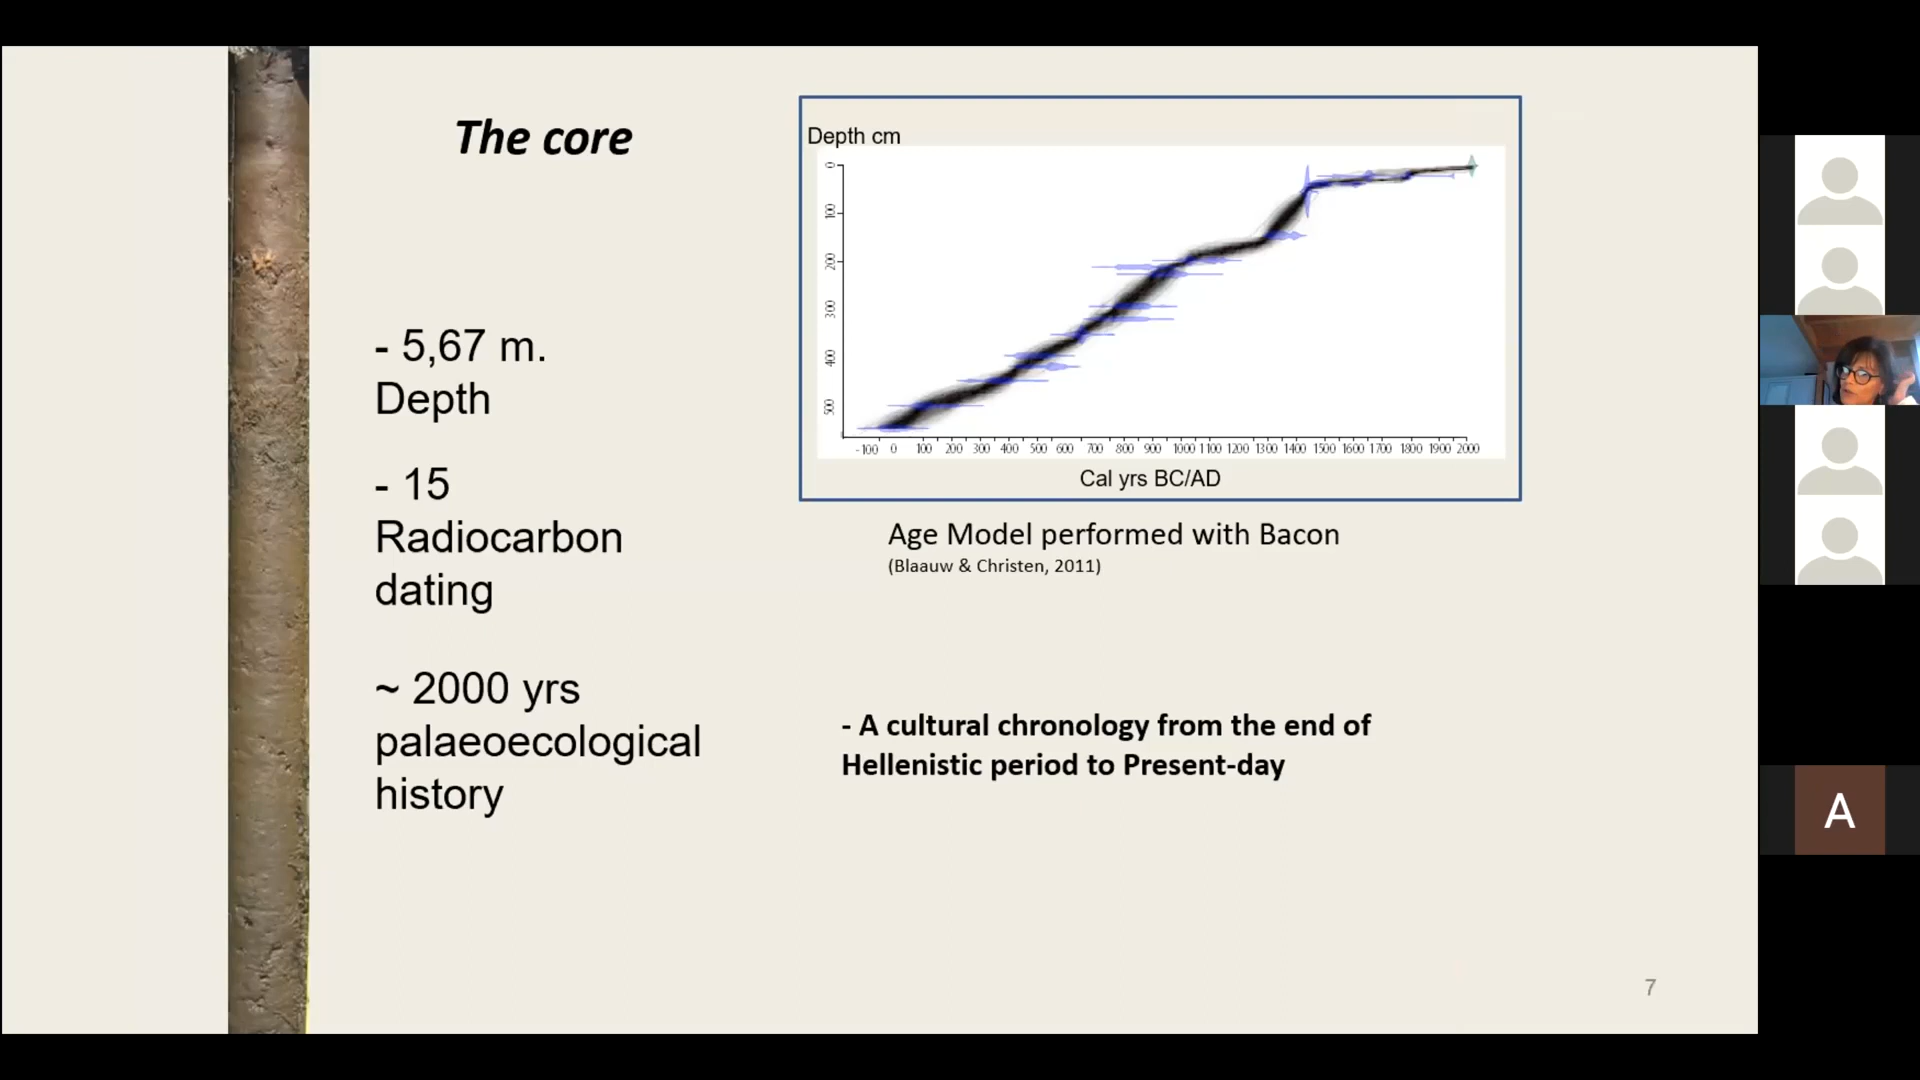 The core
- 5,67 m.
Depth
- 15
Radiocarbon
dating
~ 2000 yrs
palaeoecological
history
Depth cm
0
100
200
300
400
500
-100 0 100 200 300 400 500 600 700 800 900 1000 1100 1200 1300 1400 1500 1600 1700 1800 1900 2000
Cal yrs BC/AD
Age Model performed with Bacon
(Blaauw & Christen, 2011)
- A cultural chronology from the end of
Hellenistic period to Present-day
7
A